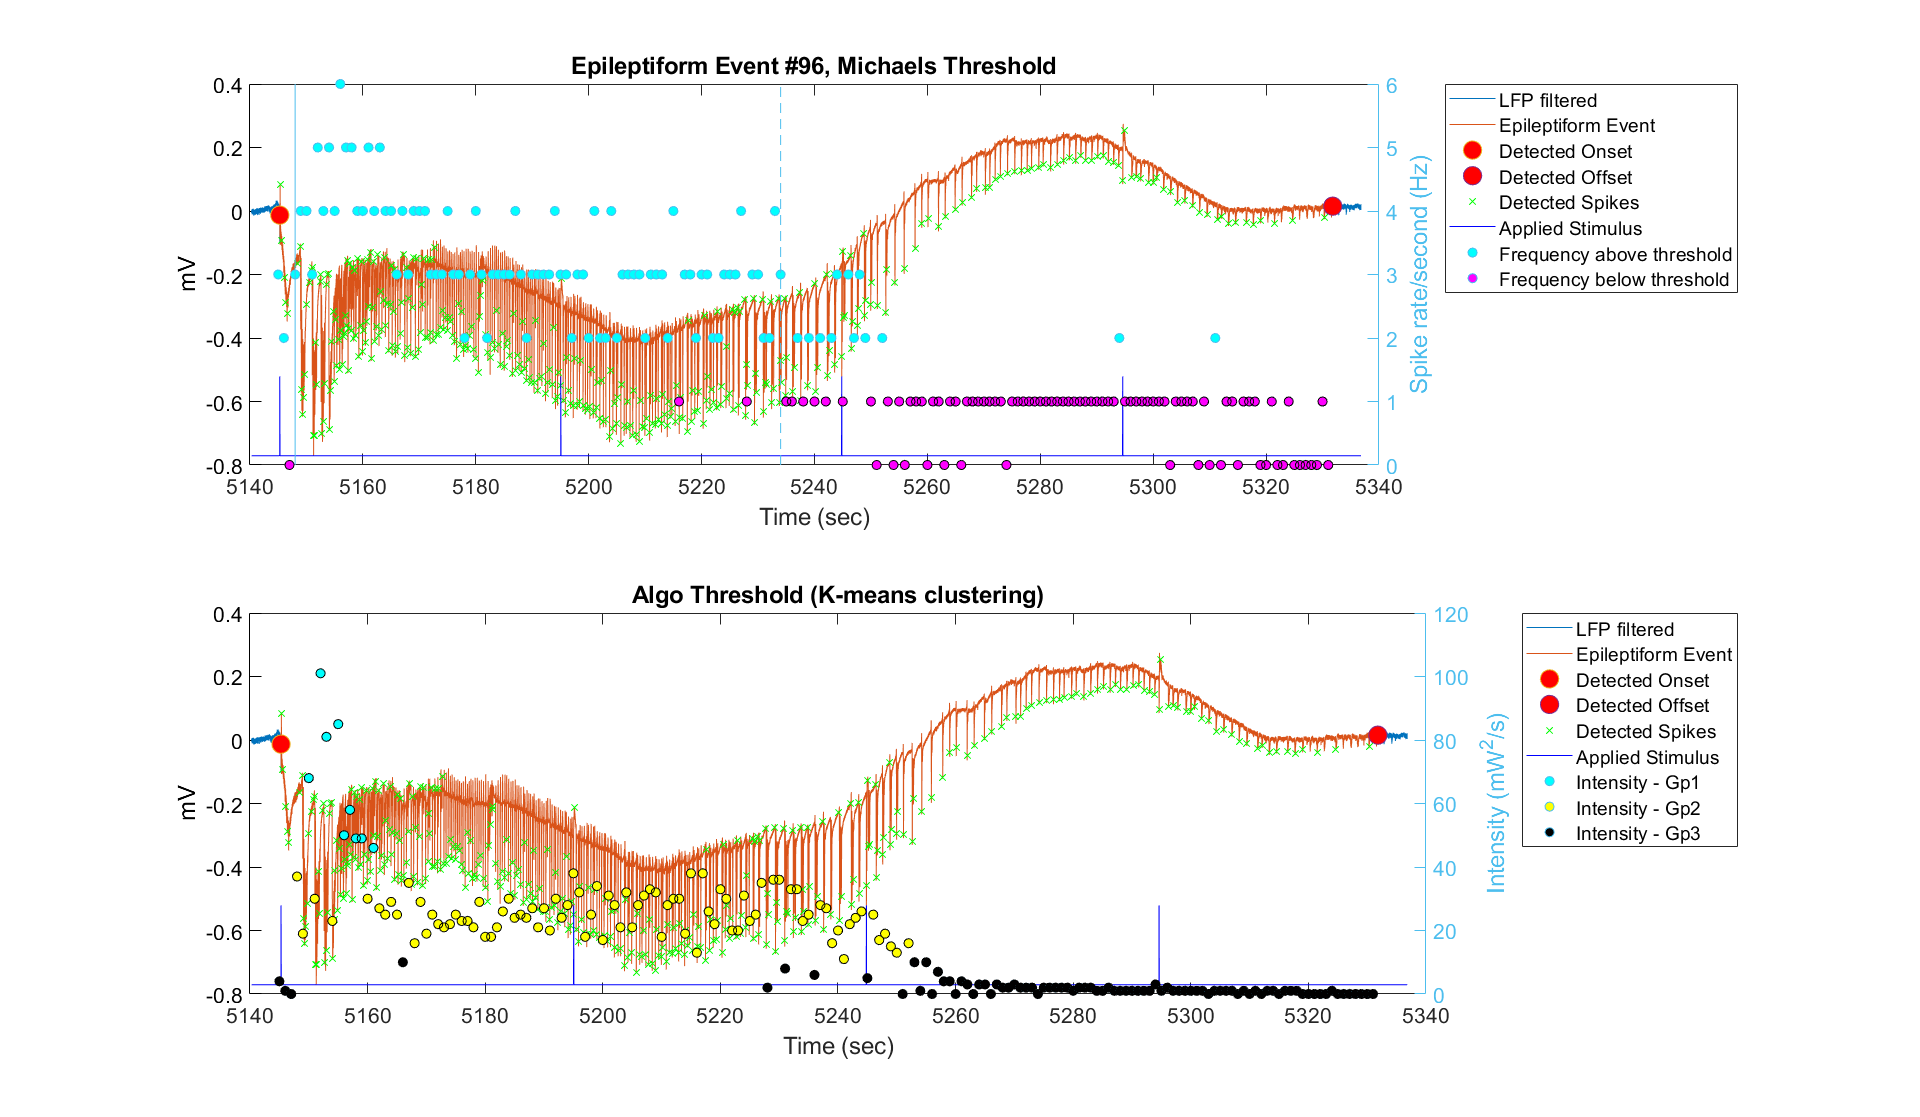 Epileptiform Event #96, Michaels Threshold
0.4
0.2
0
-0.2
-0.4
-0.6
-0.8
mV
5140 5160 5180 5200 5220 5240 5260 5280 5300 5320 5340
Time (sec)
6
5
4
3
2
1
0
Spike rate/second (Hz)
LFP filtered
Epileptiform Event
Detected Onset
Detected Offset
Detected Spikes
Applied Stimulus
Frequency above threshold
Frequency below threshold
Algo Threshold (K-means clustering)
0.4
0.2
0
-0.2
-0.4
-0.6
-0.8
mV
5140 5160 5180 5200 5220 5240 5260 5280 5300 5320 5340
Time (sec)
120
100
80
60
40
20
0
Intensity (mW²/s)
LFP filtered
Epileptiform Event
Detected Onset
Detected Offset
Detected Spikes
Applied Stimulus
Intensity - Gp1
Intensity - Gp2
Intensity - Gp3